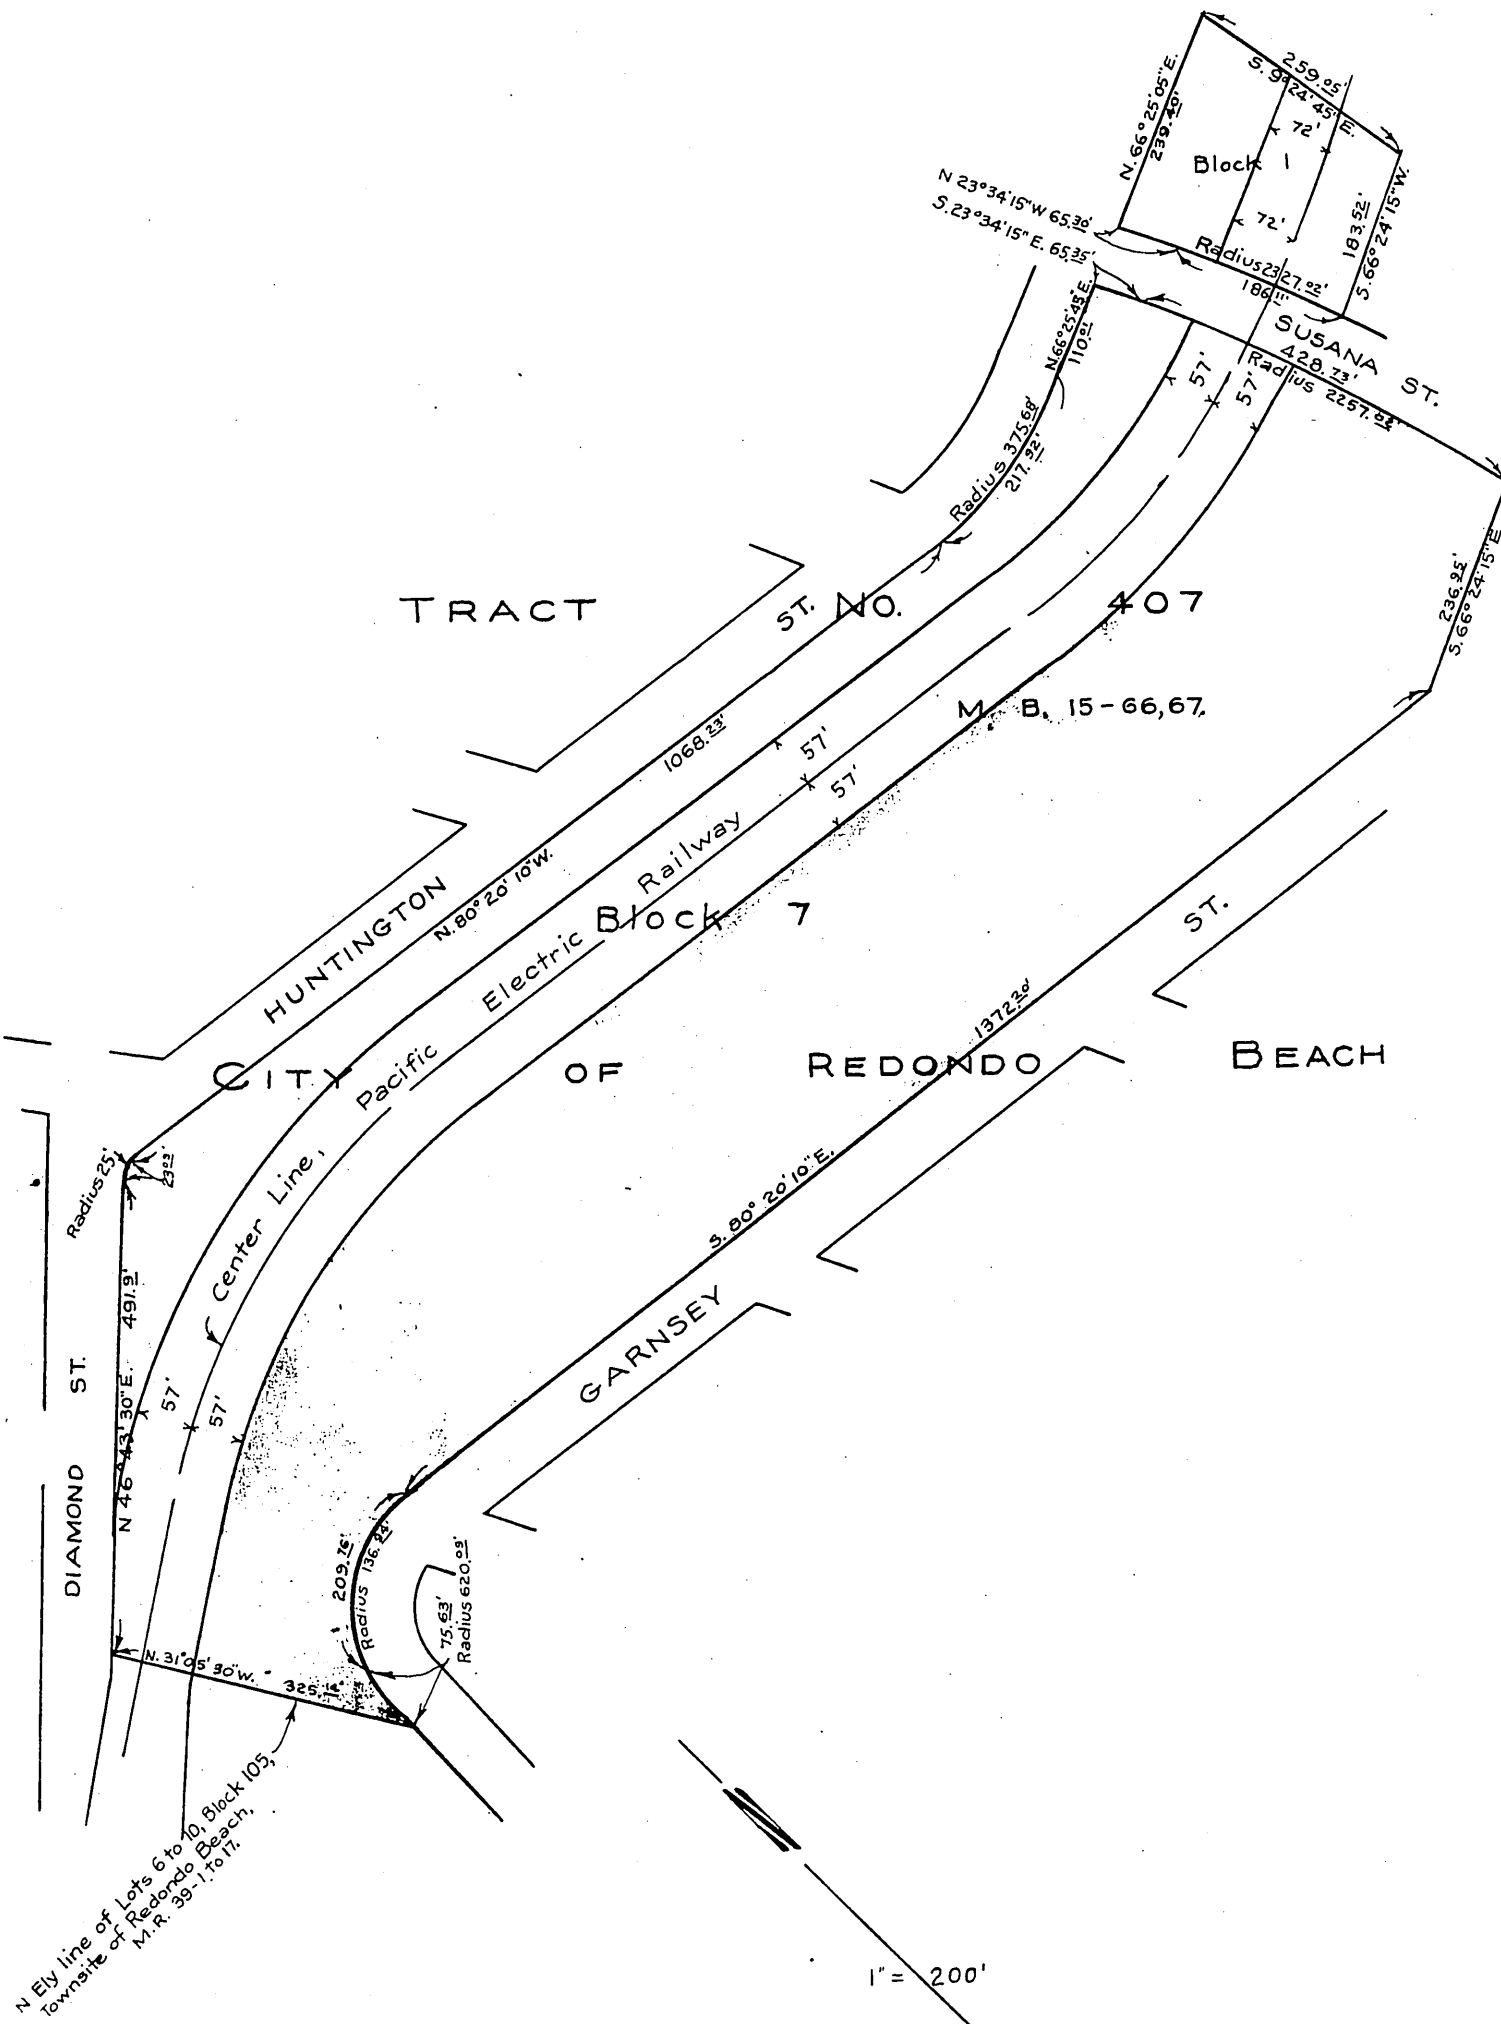 259.05'
S. 9° 24' 45" E.
N. 66° 25' 05" E.
239.40'
72'
Block 1
72'
183.52'
S. 66° 24' 15" W.
N 23° 34' 15" W 65.30'
S. 23° 34' 15" E. 65.35'
Radius 2327.02'
186.11'
SUSANA ST.
428.73'
Radius 2257.02'
N. 66° 25' 45" E.
110.01
57'
57'
Radius 375.68'
217.92'
236.95'
S. 66° 24' 15" E
TRACT NO. 407
ST.
M. B. 15-66,67.
1068.23'
57'
57'
N. 80° 20' 10" W.
HUNTINGTON
Center Line, Pacific Electric Railway
Block 7
ST.
1372.20'
CITY OF REDONDO BEACH
Radius 25'
23.03'
S. 80° 20' 10" E.
GARNSEY
491.9'
N 46° 43' 30" E.
57'
57'
DIAMOND ST.
209.76'
Radius 136.94'
75.63'
Radius 620.09'
N. 31° 05' 30" W.
325.14'
N Ely line of Lots 6 to 10, Block 105,
Townsite of Redondo Beach,
M.R. 39-1 to 17.
1" = 200'